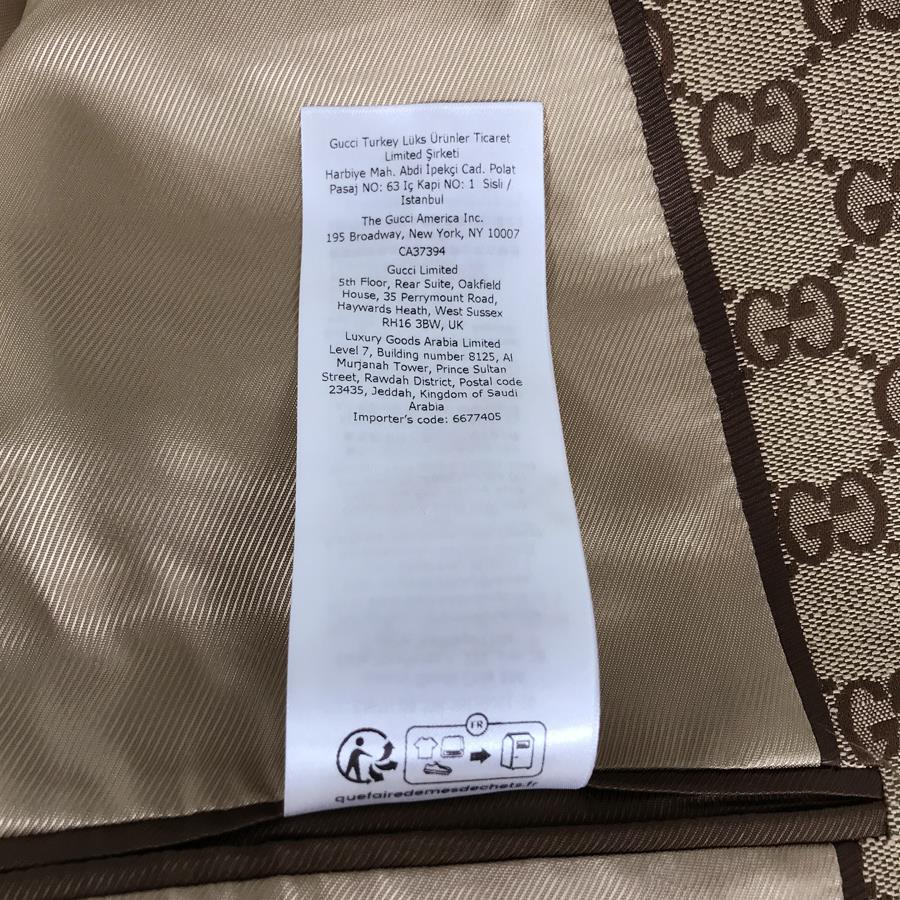 Gucci Turkey Lüks Ürünler Ticaret
Limited Şirketi
Harbiye Mah. Abdi İpekçi Cad. Polat
Pasaj NO: 63 Iç Kapi NO: 1 Sisli /
Istanbul
The Gucci America Inc.
195 Broadway, New York, NY 10007
CA37394
Gucci Limited
5th Floor, Rear Suite, Oakfield
House, 35 Perrymount Road,
Haywards Heath, West Sussex
RH16 3BW, UK
Luxury Goods Arabia Limited
Level 7, Building number 8125, Al
Murjanah Tower, Prince Sultan
Street, Rawdah District, Postal code
23435, Jeddah, Kingdom of Saudi
Arabia
Importer's code: 6677405
FR
quefairedemesdechets.fr